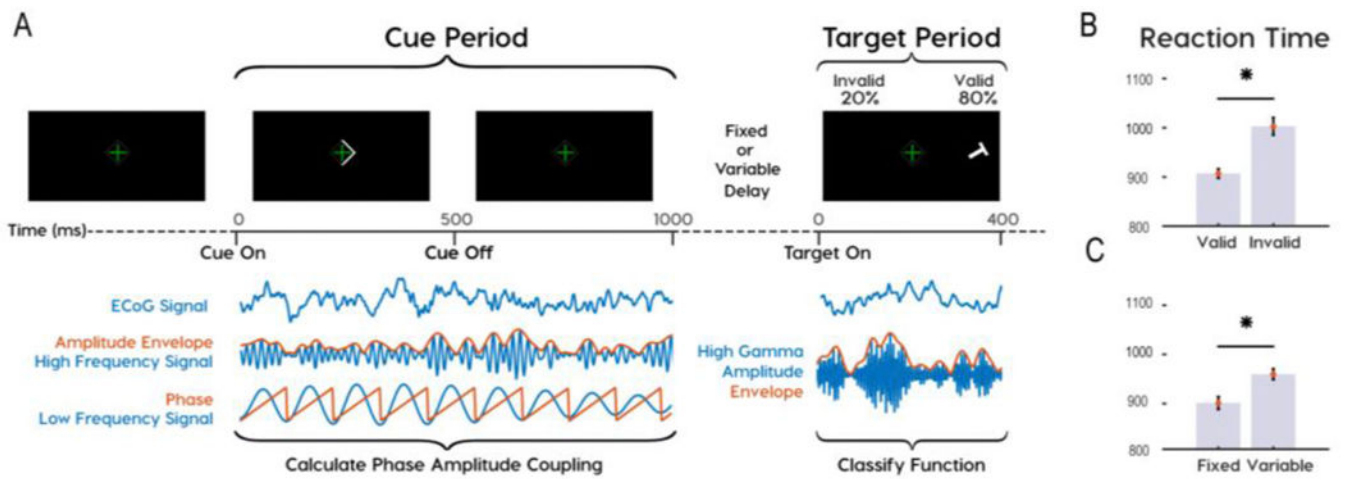 A
Cue Period
Target Period
Invalid
20%
Valid
80%
Fixed
or
Variable
Delay
Time (ms)
0
500
1000
0
400
Cue On
Cue Off
Target On
ECoG Signal
Amplitude Envelope
High Frequency Signal
Phase
Low Frequency Signal
Calculate Phase Amplitude Coupling
High Gamma
Amplitude
Envelope
Classify Function
B
Reaction Time
1100
*
1000
900
800
Valid Invalid
C
1100
*
1000
900
800
Fixed Variable